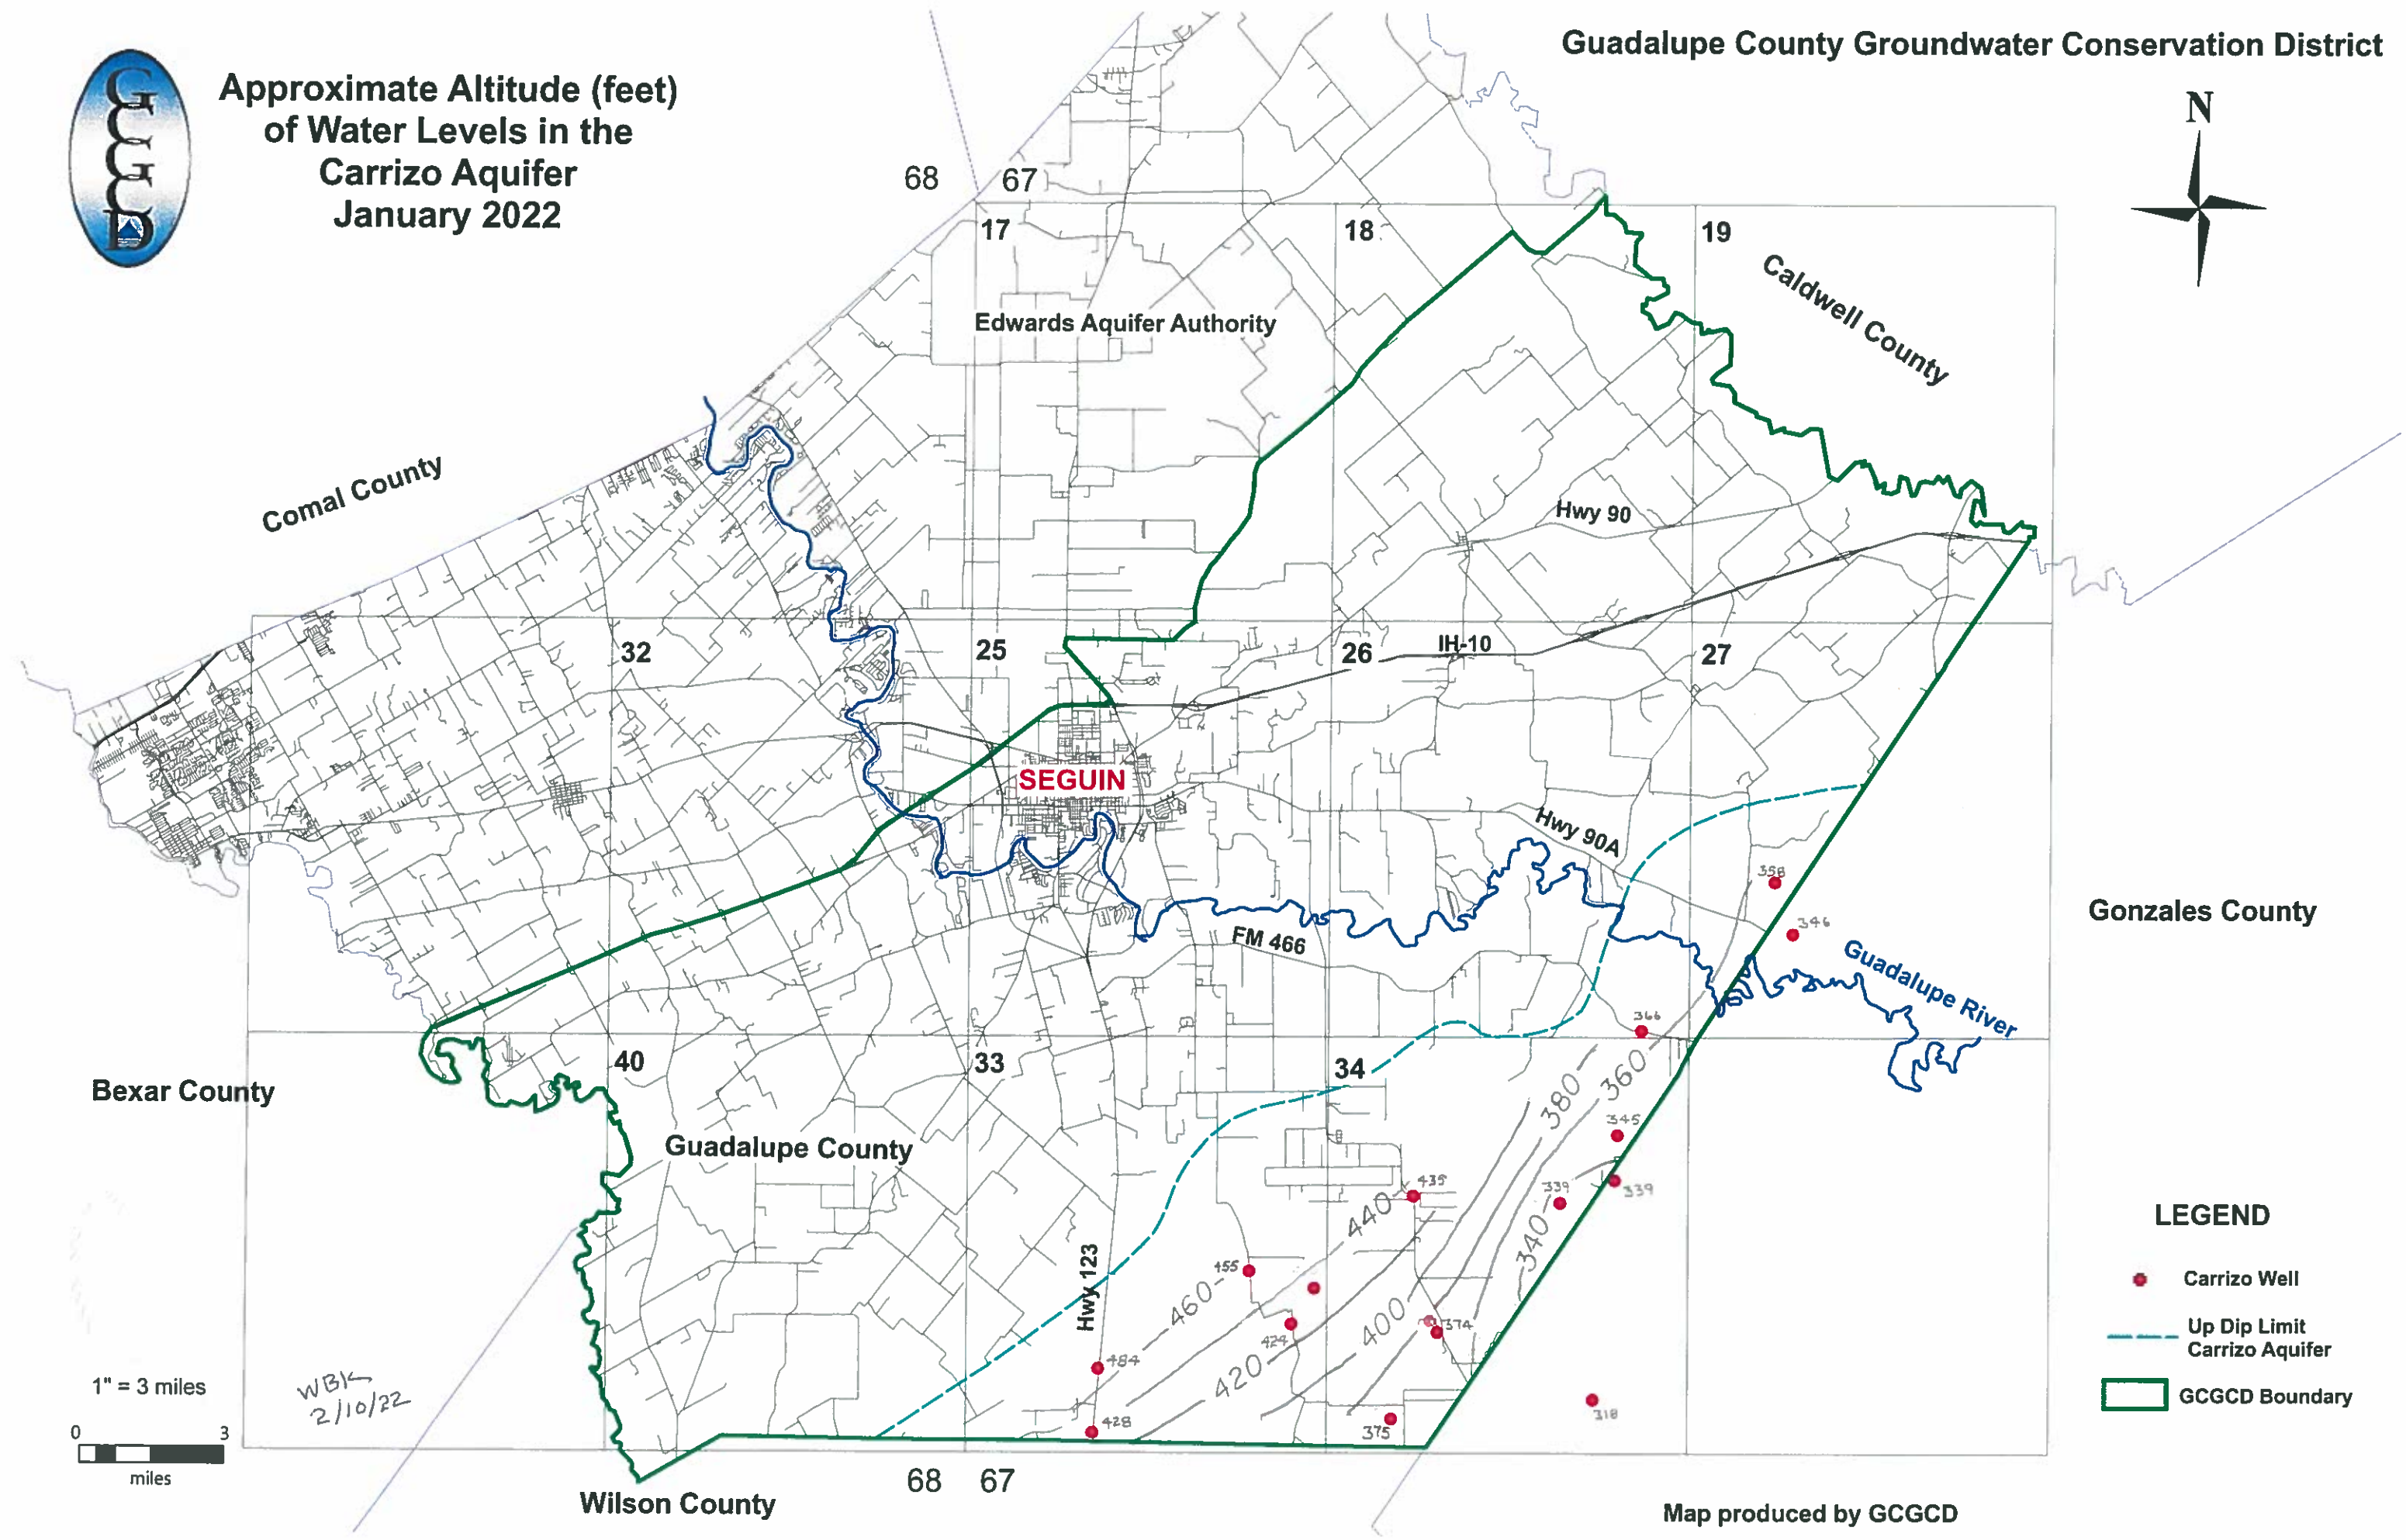 Guadalupe County Groundwater Conservation District
GCGCD
Approximate Altitude (feet)
of Water Levels in the
Carrizo Aquifer
January 2022
N
68
67
17
18
19
Caldwell County
Edwards Aquifer Authority
Comal County
Hwy 90
32
25
26
IH-10
27
SEGUIN
Hwy 90A
358
346
Gonzales County
Guadalupe River
FM 466
366
40
33
34
380
360
Bexar County
345
Guadalupe County
435
339
339
440
340
Hwy 123
455
460
400
374
424
484
420
428
375
318
LEGEND
Carrizo Well
Up Dip Limit
Carrizo Aquifer
GCGCD Boundary
1" = 3 miles
0
3
miles
WBK
2/10/22
68
67
Wilson County
Map produced by GCGCD